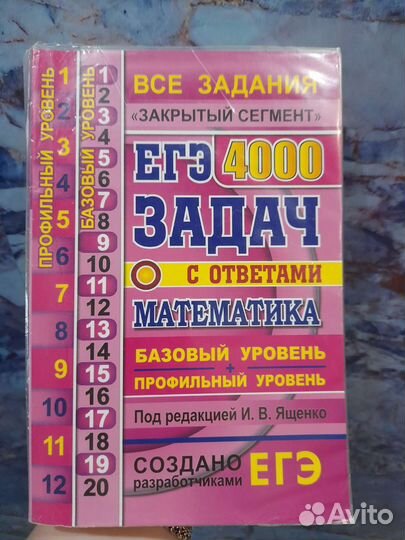 ПРОФИЛЬНЫЙ УРОВЕНЬ
1
2
3
4
5
6
7
8
9
10
11
12
БАЗОВЫЙ УРОВЕНЬ
1
2
3
4
5
6
7
8
9
10
11
12
13
14
15
16
17
18
19
20
ВСЕ ЗАДАНИЯ
«ЗАКРЫТЫЙ СЕГМЕНТ»
ЕГЭ 4000
ЗАДАЧ
С ОТВЕТАМИ
МАТЕМАТИКА
БАЗОВЫЙ УРОВЕНЬ
+
ПРОФИЛЬНЫЙ УРОВЕНЬ
Под редакцией И. В. Ященко
СОЗДАНО
разработчиками ЕГЭ
Avito